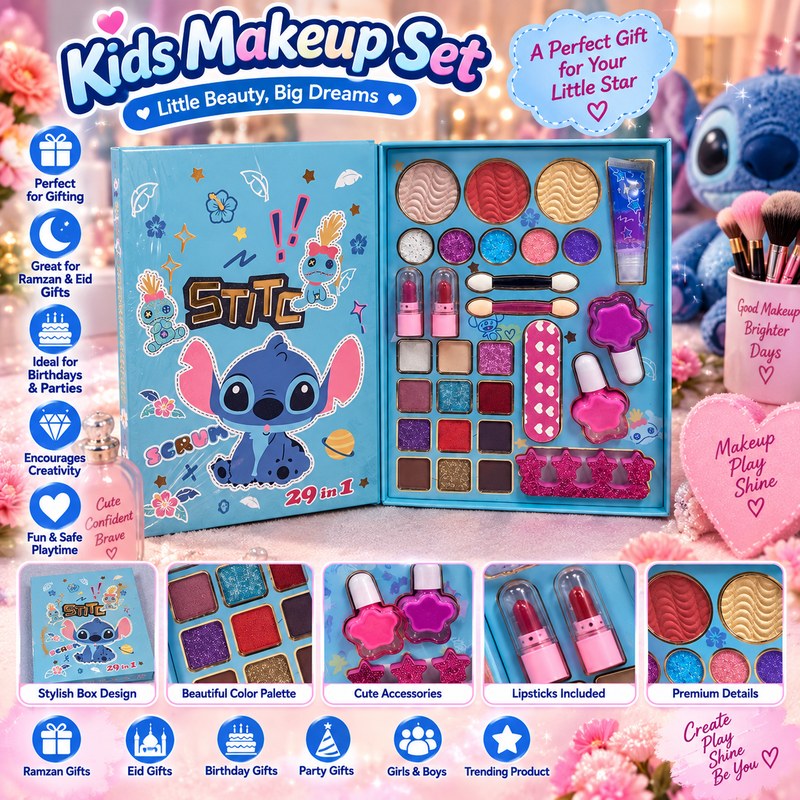 Kids Makeup Set
Little Beauty, Big Dreams
A Perfect Gift
for Your
Little Star
Perfect
for Gifting
Great for
Ramzan & Eid
Gifts
Ideal for
Birthdays
& Parties
Encourages
Creativity
Fun & Safe
Playtime
STITC
SCRUM
29 in 1
Cute
Confident
Brave
Good Makeup
Brighter
Days
Makeup
Play
Shine
STITC
29 in 1
Stylish Box Design
Beautiful Color Palette
Cute Accessories
Lipsticks Included
Premium Details
Ramzan Gifts
Eid Gifts
Birthday Gifts
Party Gifts
Girls & Boys
Trending Product
Create
Play
Shine
Be You